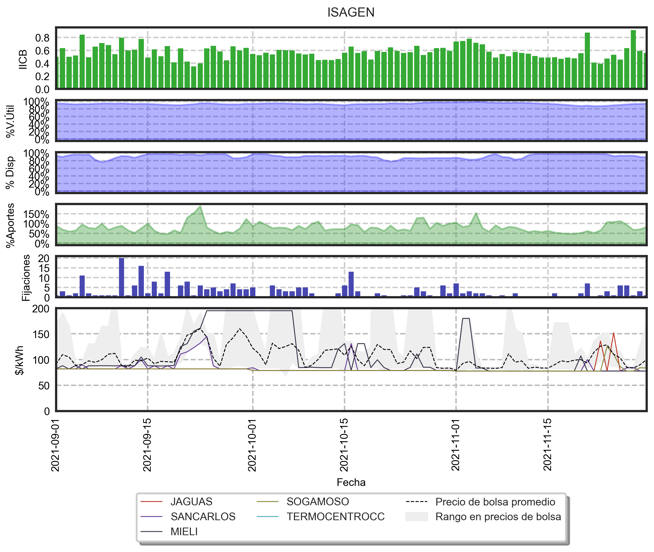 ISAGEN
IICB
0.8
0.6
0.4
0.2
0.0
%V.Útil
100%
80%
60%
40%
20%
0%
% Disp
100%
80%
60%
40%
20%
0%
%Aportes
150%
100%
50%
0%
Fijaciones
20
15
10
5
0
$/kWh
200
150
100
50
0
2021-09-01
2021-09-15
2021-10-01
2021-10-15
2021-11-01
2021-11-15
Fecha
JAGUAS
SANCARLOS
MIELI
SOGAMOSO
TERMOCENTROCC
Precio de bolsa promedio
Rango en precios de bolsa